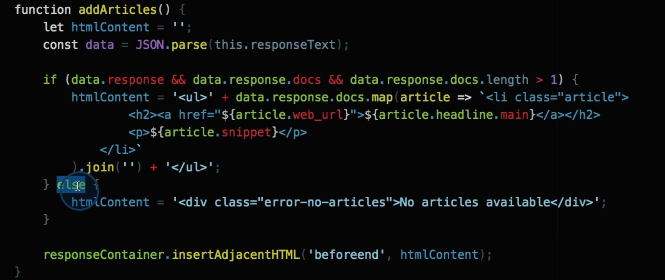 function addArticles() {
let htmlContent = '';
const data = JSON.parse(this.responseText);
if (data.response && data.response.docs && data.response.docs.length > 1) {
htmlContent = '<ul>' + data.response.docs.map(article => `<li class="article">
<h2><a href="${article.web_url}">${article.headline.main}</a></h2>
<p>${article.snippet}</p>
</li>`
).join('') + '</ul>';
} else {
htmlContent = '<div class="error-no-articles">No articles available</div>';
}
responseContainer.insertAdjacentHTML('beforeend', htmlContent);
}